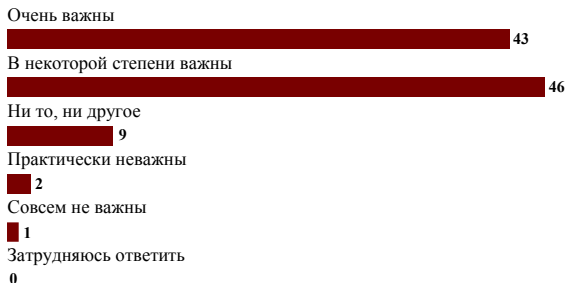 Очень важны
43
В некоторой степени важны
46
Ни то, ни другое
9
Практически неважны
2
Совсем не важны
1
Затрудняюсь ответить
0